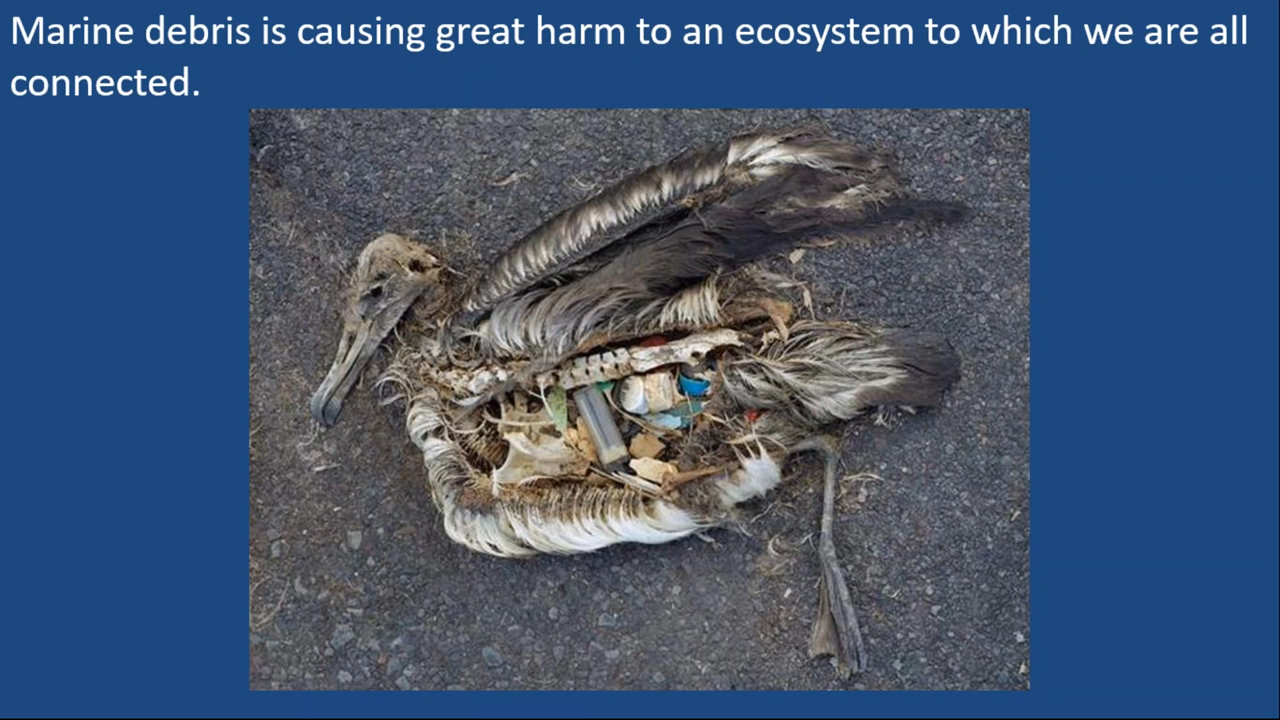 Marine debris is causing great harm to an ecosystem to which we are all
connected.